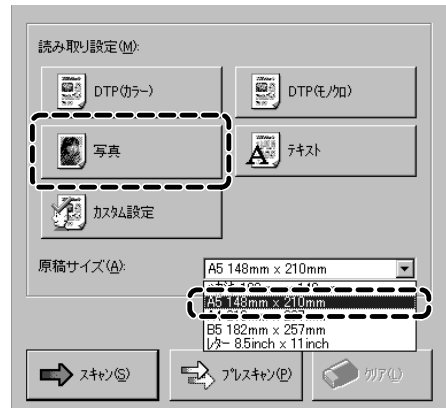 読み取り設定(M):
DTP(カラー)
DTP(モノクロ)
写真
テキスト
カスタム設定
原稿サイズ(A):
A5 148mm x 210mm
A5 148mm x 210mm
B5 182mm x 257mm
レター 8.5inch x 11inch
スキャン(S)
プレスキャン(P)
クリア(L)